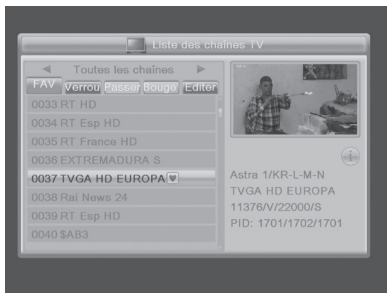 Liste des chaînes TV
Toutes les chaînes
FAV Verrou Passer Bouger Editer
0033 RT HD
0034 RT Esp HD
0035 RT France HD
0036 EXTREMADURA S
0037 TVGA HD EUROPA
0038 Rai News 24
0039 RT Esp HD
0040 $AB3
Astra 1/KR-L-M-N
TVGA HD EUROPA
11376/V/22000/S
PID: 1701/1702/1701